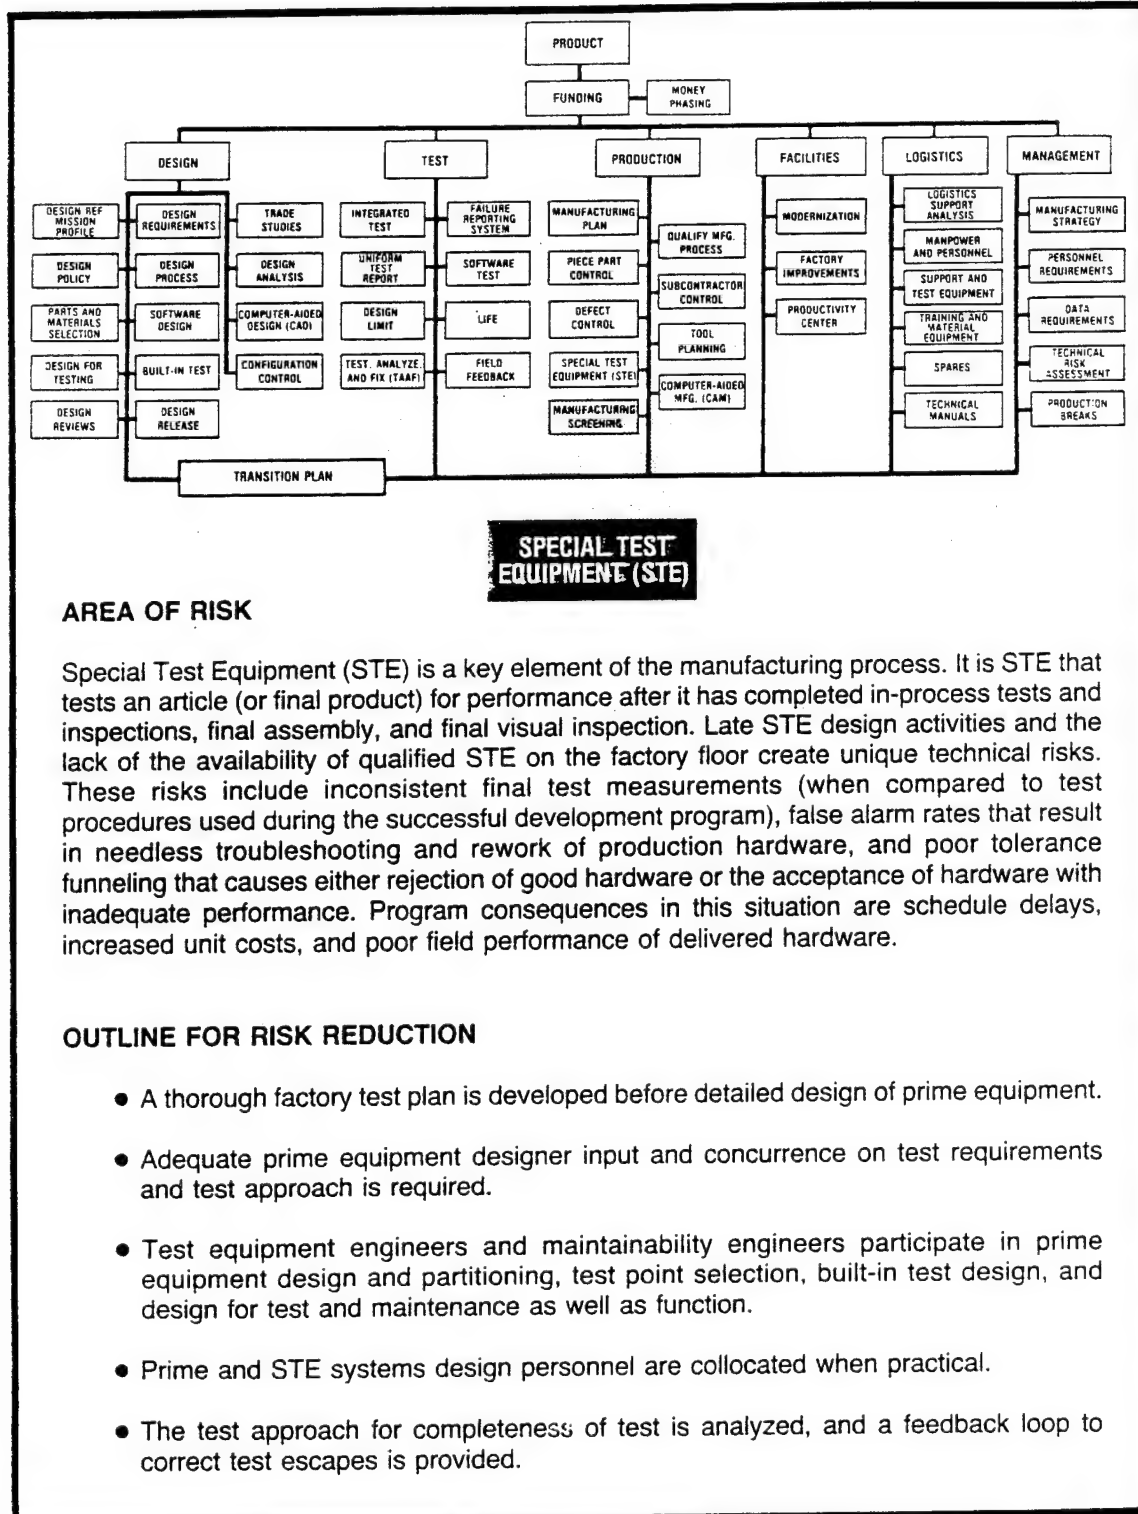 PRODUCT
FUNDING
MONEY
PHASING
DESIGN
TEST
PRODUCTION
FACILITIES
LOGISTICS
MANAGEMENT
DESIGN REF
MISSION
PROFILE
DESIGN
REQUIREMENTS
TRADE
STUDIES
DESIGN
POLICY
DESIGN
PROCESS
DESIGN
ANALYSIS
PARTS AND
MATERIALS
SELECTION
SOFTWARE
DESIGN
COMPUTER-AIDED
DESIGN (CAD)
DESIGN FOR
TESTING
BUILT-IN TEST
CONFIGURATION
CONTROL
DESIGN
REVIEWS
DESIGN
RELEASE
INTEGRATED
TEST
FAILURE
REPORTING
SYSTEM
UNIFORM
TEST
REPORT
SOFTWARE
TEST
DESIGN
LIMIT
LIFE
TEST, ANALYZE
AND FIX (TAAF)
FIELD
FEEDBACK
MANUFACTURING
PLAN
QUALIFY MFG.
PROCESS
PIECE PART
CONTROL
SUBCONTRACTOR
CONTROL
DEFECT
CONTROL
TOOL
PLANNING
SPECIAL TEST
EQUIPMENT (STE)
COMPUTER-AIDED
MFG. (CAM)
MANUFACTURING
SCREENING
MODERNIZATION
FACTORY
IMPROVEMENTS
PRODUCTIVITY
CENTER
LOGISTICS
SUPPORT
ANALYSIS
MANPOWER
AND PERSONNEL
SUPPORT AND
TEST EQUIPMENT
TRAINING AND
MATERIAL
EQUIPMENT
SPARES
TECHNICAL
MANUALS
MANUFACTURING
STRATEGY
PERSONNEL
REQUIREMENTS
DATA
REQUIREMENTS
TECHNICAL
RISK
ASSESSMENT
PRODUCTION
BREAKS
TRANSITION PLAN
SPECIAL TEST
EQUIPMENT (STE)
AREA OF RISK
Special Test Equipment (STE) is a key element of the manufacturing process. It is STE that
tests an article (or final product) for performance after it has completed in-process tests and
inspections, final assembly, and final visual inspection. Late STE design activities and the
lack of the availability of qualified STE on the factory floor create unique technical risks.
These risks include inconsistent final test measurements (when compared to test
procedures used during the successful development program), false alarm rates that result
in needless troubleshooting and rework of production hardware, and poor tolerance
funneling that causes either rejection of good hardware or the acceptance of hardware with
inadequate performance. Program consequences in this situation are schedule delays,
increased unit costs, and poor field performance of delivered hardware.
OUTLINE FOR RISK REDUCTION
• A thorough factory test plan is developed before detailed design of prime equipment.
• Adequate prime equipment designer input and concurrence on test requirements
and test approach is required.
• Test equipment engineers and maintainability engineers participate in prime
equipment design and partitioning, test point selection, built-in test design, and
design for test and maintenance as well as function.
• Prime and STE systems design personnel are collocated when practical.
• The test approach for completeness of test is analyzed, and a feedback loop to
correct test escapes is provided.